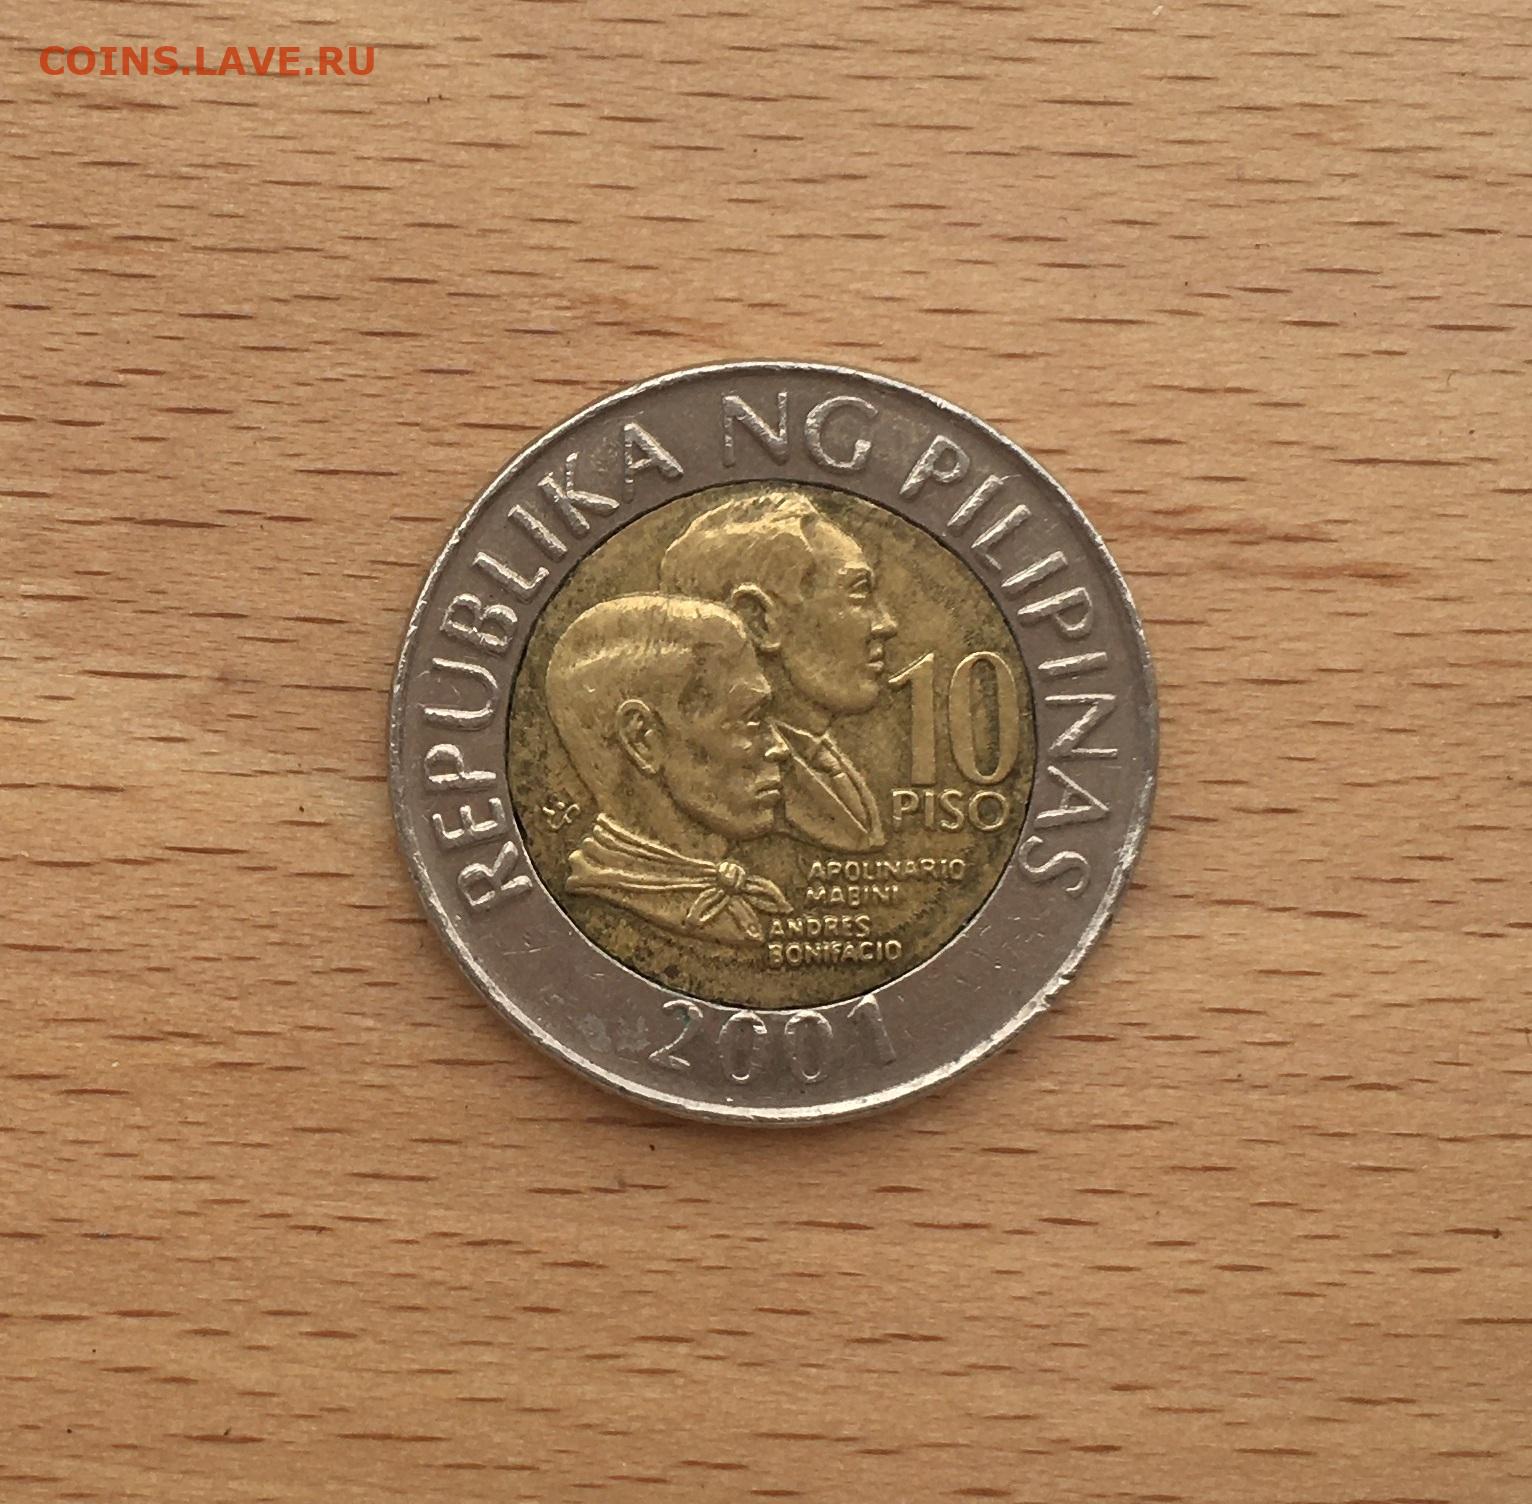 COINS.LAVE.RU
REPUBLIKA NG PILIPINAS
10
PISO
APOLINARIO
MABINI
ANDRES
BONIFACIO
2001